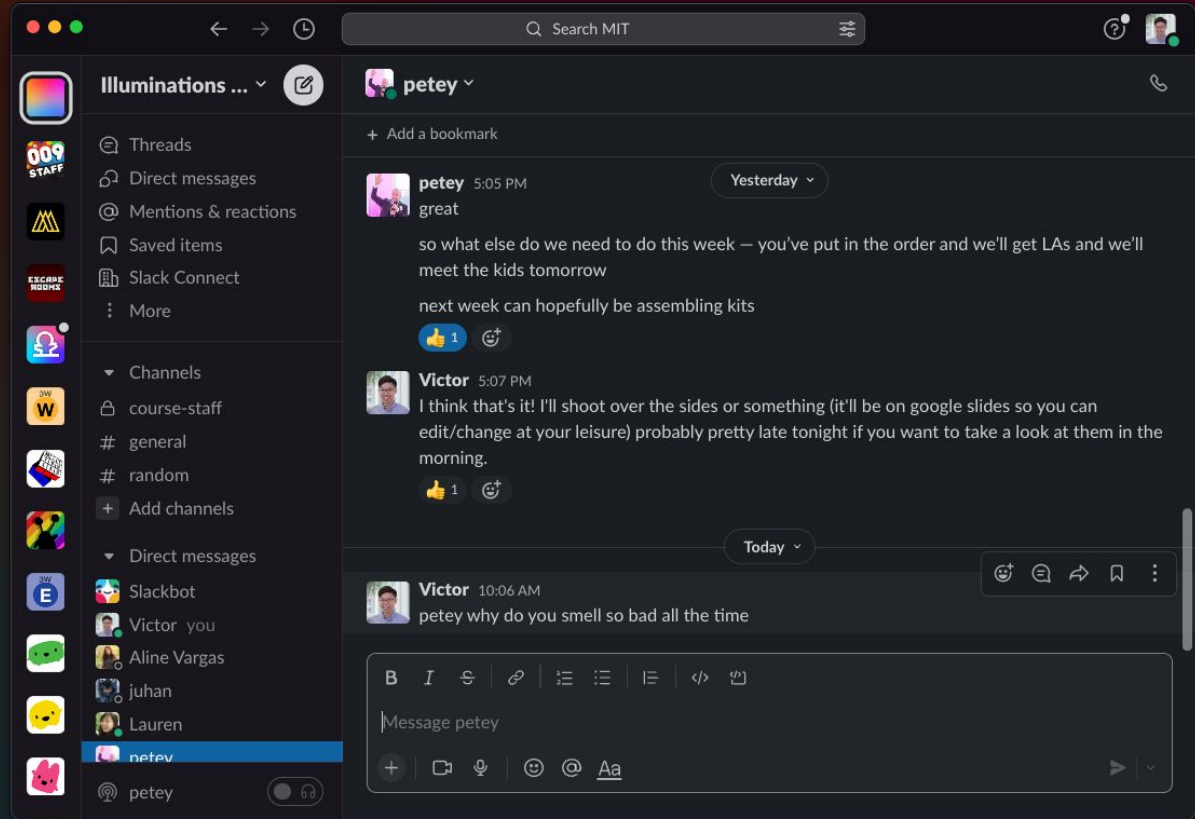 Search MIT
Illuminations ...
009
STAFF
ESCAPE
ROOMS
3W
W
3W
E
Threads
Direct messages
Mentions & reactions
Saved items
Slack Connect
More
Channels
course-staff
# general
# random
+ Add channels
Direct messages
Slackbot
Victor you
Aline Vargas
juhan
Lauren
petey
petey
petey
+ Add a bookmark
Yesterday
petey 5:05 PM
great
so what else do we need to do this week – you've put in the order and we'll get LAs and we'll
meet the kids tomorrow
next week can hopefully be assembling kits
1
Victor 5:07 PM
I think that's it! I'll shoot over the sides or something (it'll be on google slides so you can
edit/change at your leisure) probably pretty late tonight if you want to take a look at them in the
morning.
1
Today
Victor 10:06 AM
petey why do you smell so bad all the time
B I S
Message petey
+ @ Aa